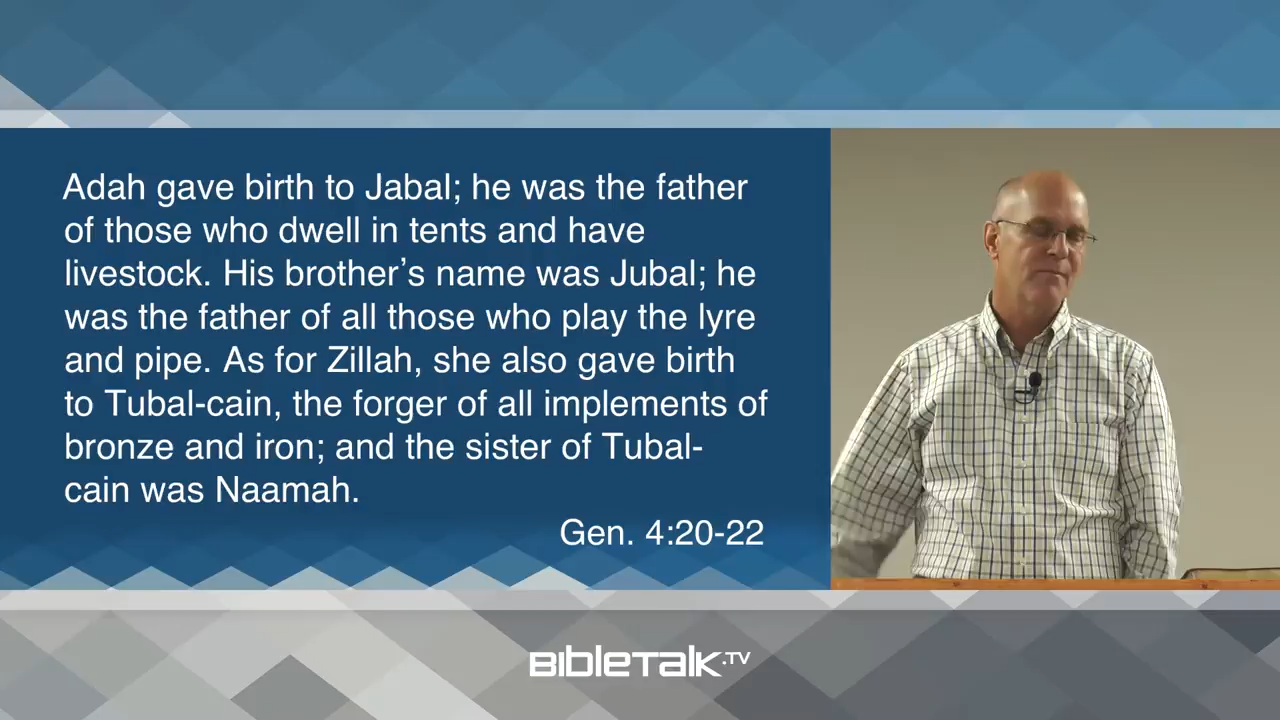 Adah gave birth to Jabal; he was the father
of those who dwell in tents and have
livestock. His brother’s name was Jubal; he
was the father of all those who play the lyre
and pipe. As for Zillah, she also gave birth
to Tubal-cain, the forger of all implements of
bronze and iron; and the sister of Tubal-
cain was Naamah.
Gen. 4:20-22
BIBLETALK.TV